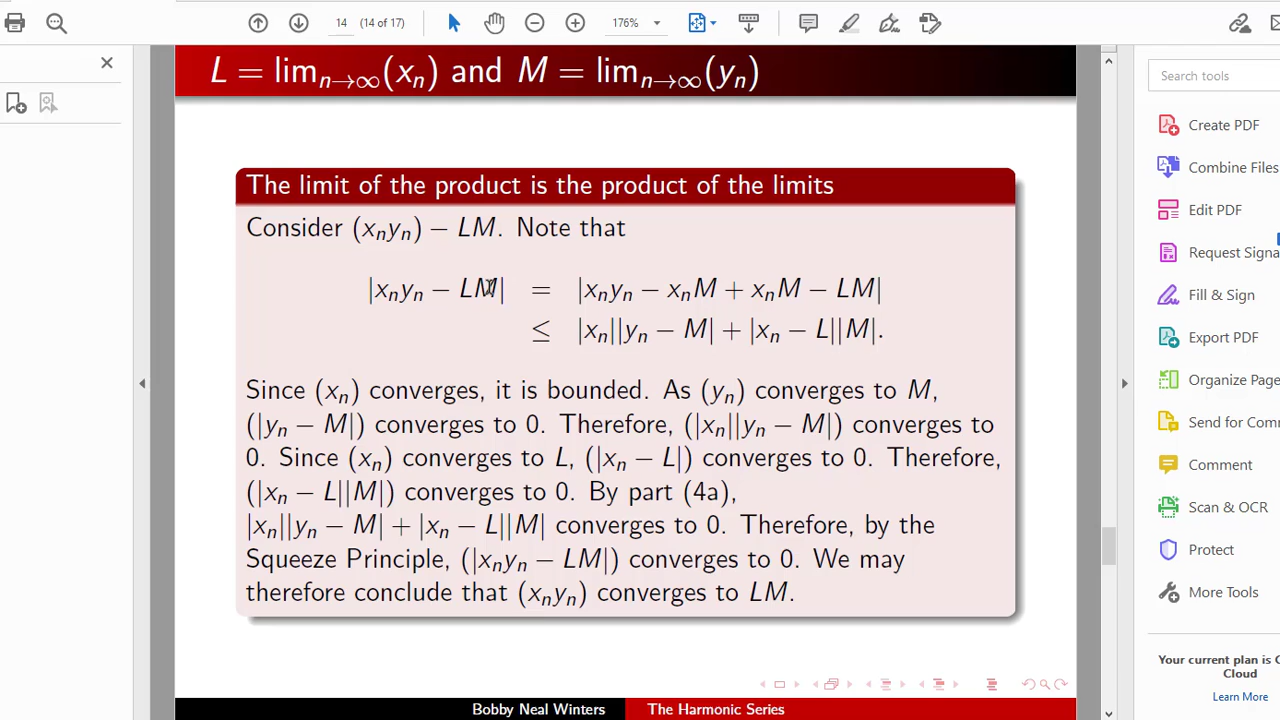 14 (14 of 17) 176%
L = lim_{n→∞}(x_n) and M = lim_{n→∞}(y_n)
The limit of the product is the product of the limits
Consider (x_n y_n) − LM. Note that
|x_n y_n − LM| = |x_n y_n − x_n M + x_n M − LM|
≤ |x_n||y_n − M| + |x_n − L||M|.
Since (x_n) converges, it is bounded. As (y_n) converges to M,
(|y_n − M|) converges to 0. Therefore, (|x_n||y_n − M|) converges to
0. Since (x_n) converges to L, (|x_n − L|) converges to 0. Therefore,
(|x_n − L||M|) converges to 0. By part (4a),
|x_n||y_n − M| + |x_n − L||M| converges to 0. Therefore, by the
Squeeze Principle, (|x_n y_n − LM|) converges to 0. We may
therefore conclude that (x_n y_n) converges to LM.
Bobby Neal Winters The Harmonic Series
Search tools
Create PDF
Combine Files
Edit PDF
Request Signa
Fill & Sign
Export PDF
Organize Page
Send for Com
Comment
Scan & OCR
Protect
More Tools
Your current plan is C
Cloud
Learn More